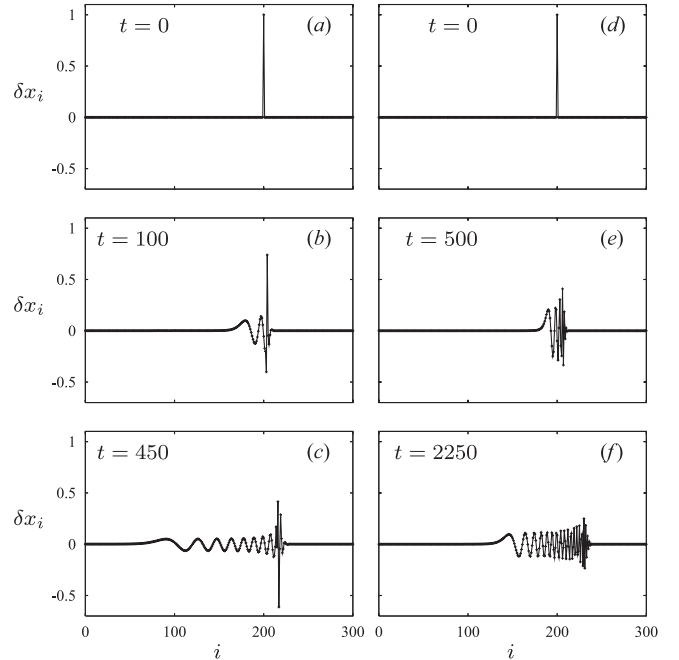 t = 0 (a)
t = 0 (d)
1
0.5
0
-0.5
δx_i
t = 100 (b)
t = 500 (e)
1
0.5
0
-0.5
δx_i
t = 450 (c)
t = 2250 (f)
1
0.5
0
-0.5
δx_i
0 100 200 300
0 100 200 300
i
i